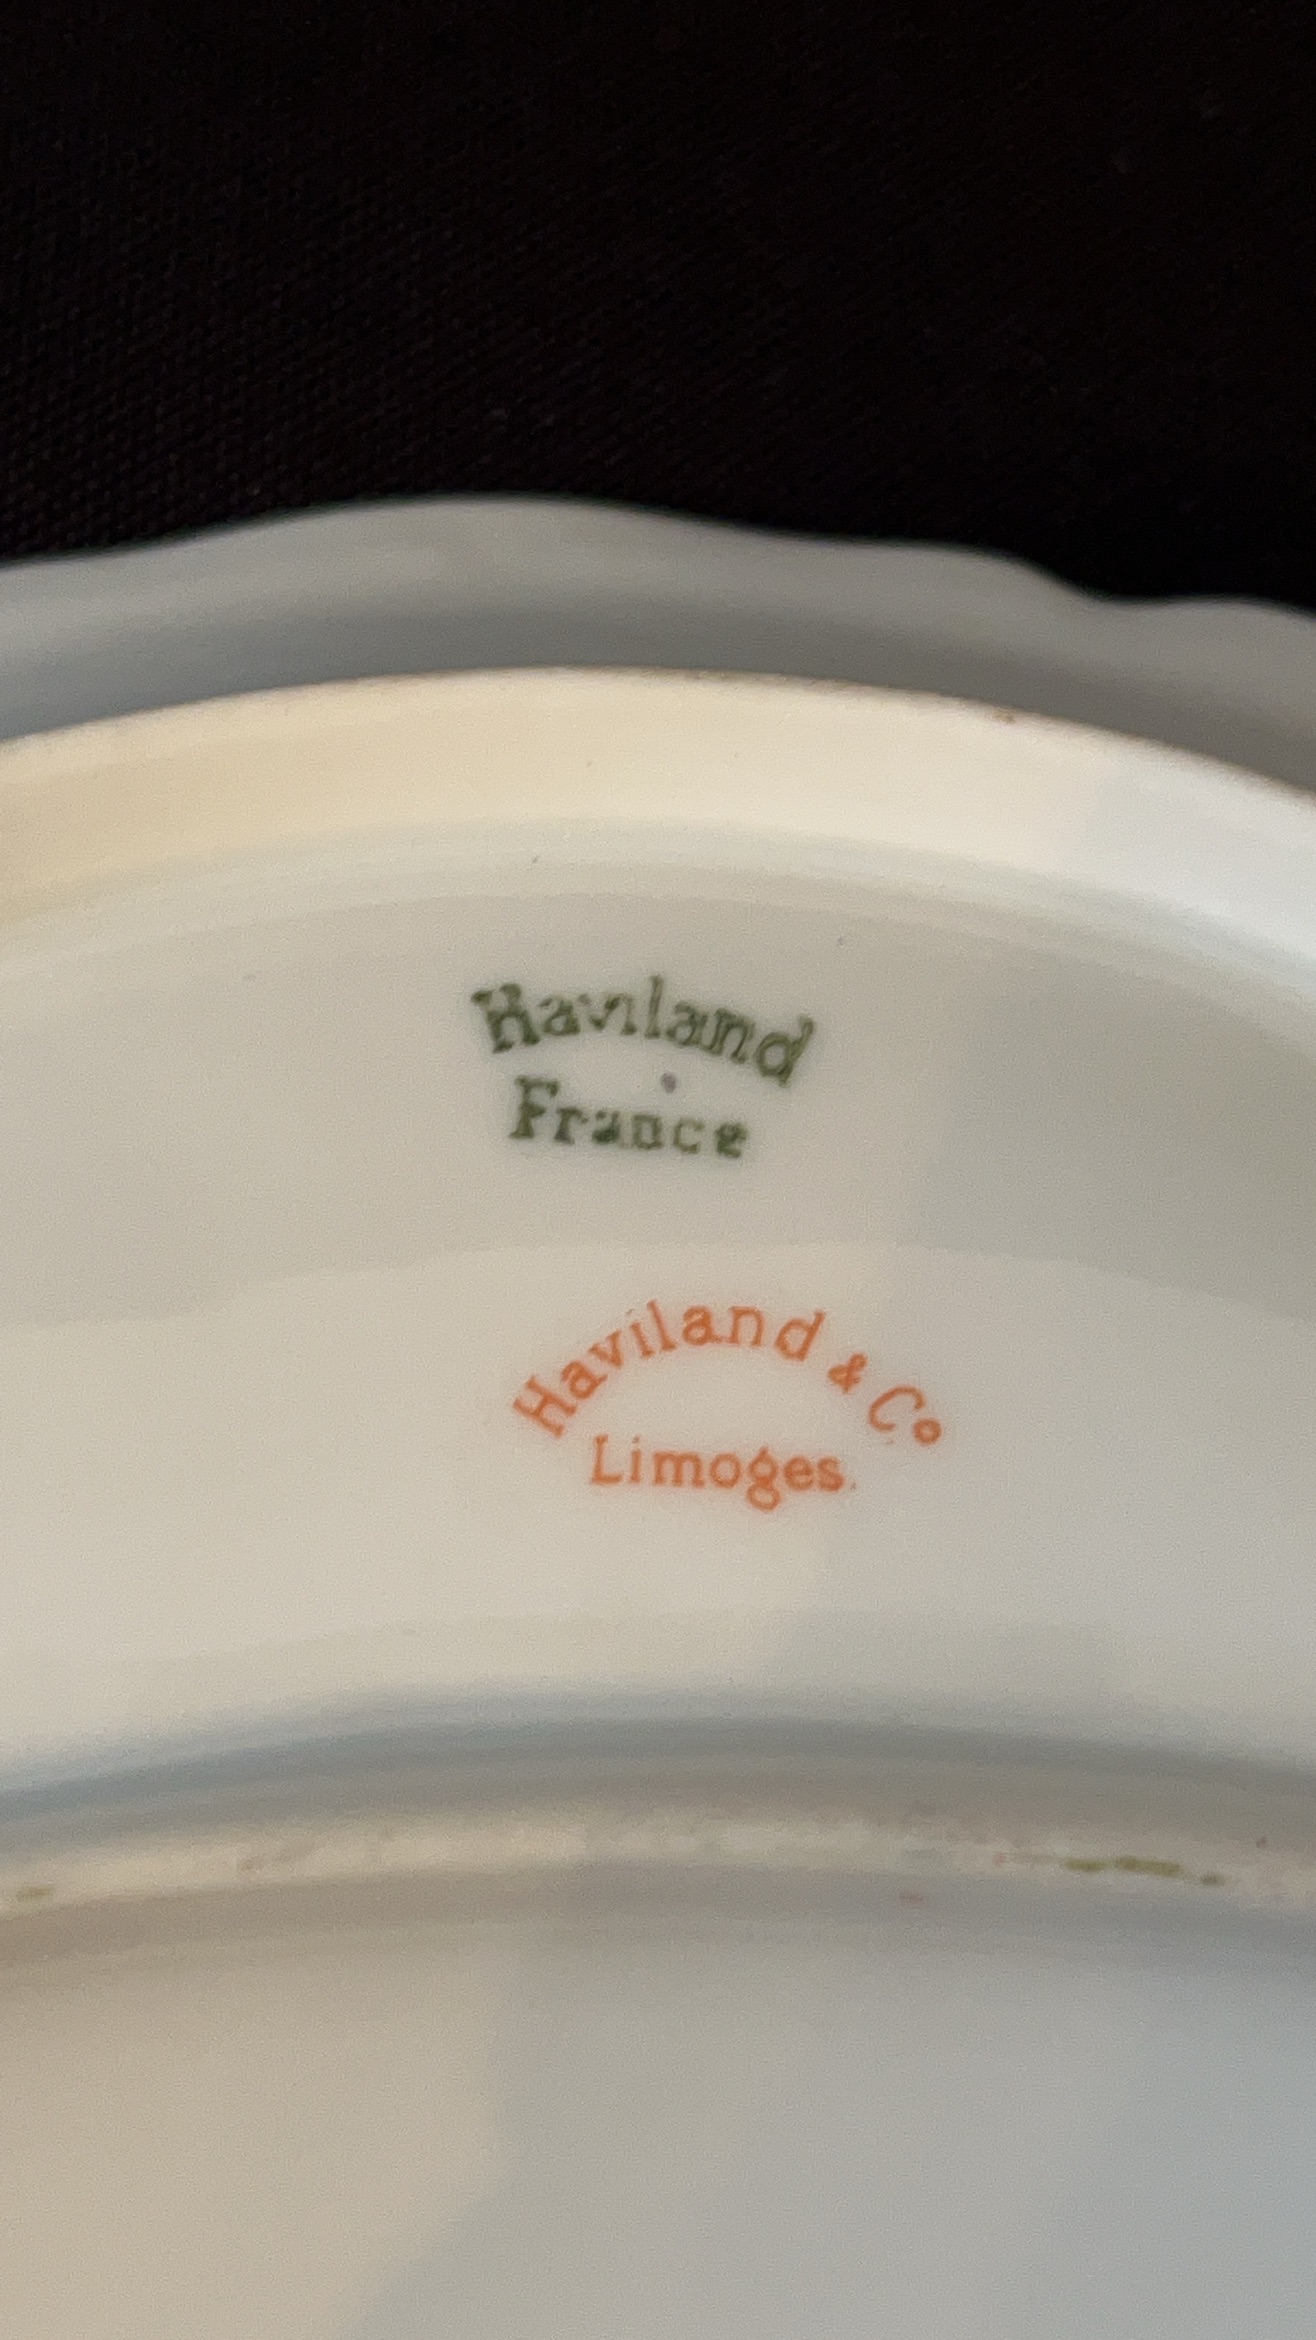 Haviland
France
Haviland & Co
Limoges.